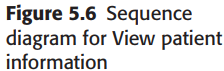 Figure 5.6 Sequence
diagram for View patient
information